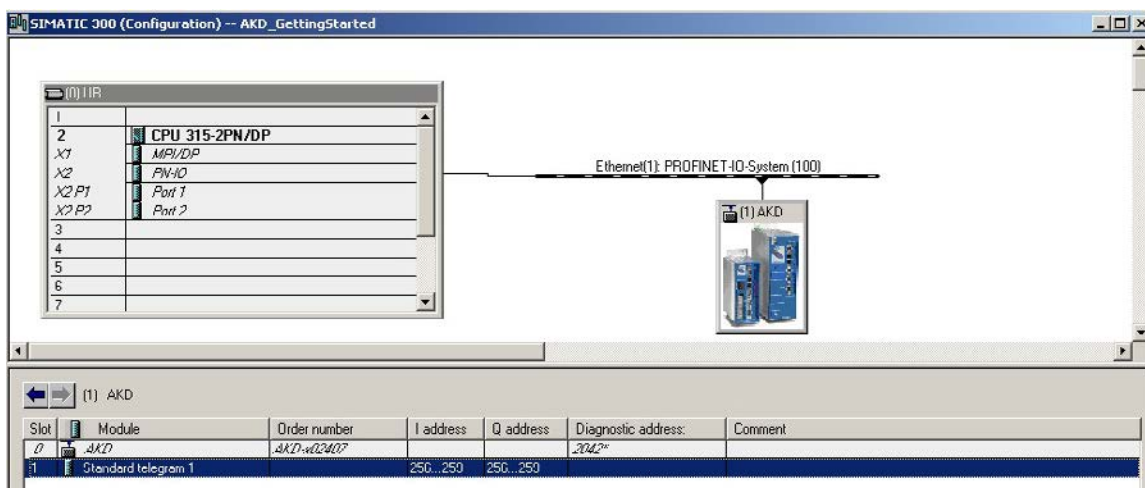 SIMATIC 300 (Configuration) -- AKD_GettingStarted
(0) UR
1
2 CPU 315-2PN/DP
X1 MPI/DP
X2 PN-IO
X2 P1 Port 1
X2 P2 Port 2
3
4
5
6
7
Ethernet(1): PROFINET-IO-System (100)
(1) AKD
(1) AKD
Slot Module Order number I address Q address Diagnostic address: Comment
0 AKD 2042*
1 Standard telegram 1 256...259 256...259